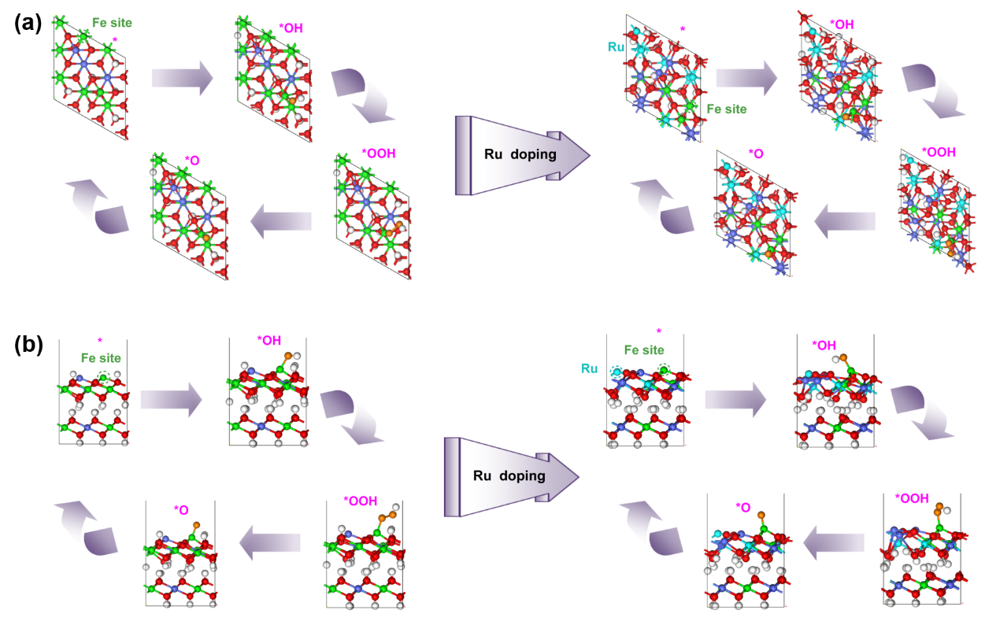 (a)
Fe site
*
*OH
*O
*OOH
Ru doping
*
Ru
Fe site
*OH
*O
*OOH
(b)
*
Fe site
*OH
*O
*OOH
Ru doping
*
Fe site
Ru
*OH
*O
*OOH